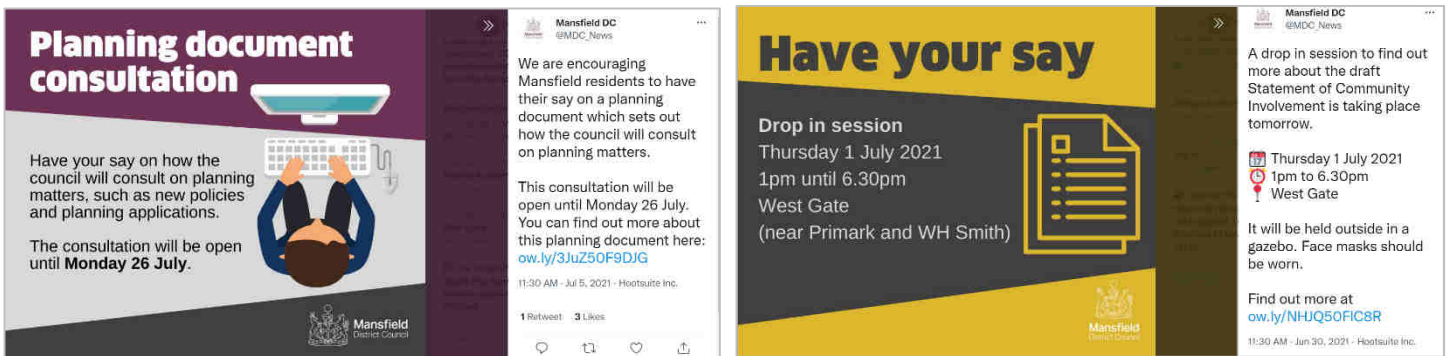 Planning document
consultation
Have your say on how the
council will consult on planning
matters, such as new policies
and planning applications.
The consultation will be open
until Monday 26 July.
Mansfield
District Council
Mansfield DC
@MDC_News
We are encouraging
Mansfield residents to have
their say on a planning
document which sets out
how the council will consult
on planning matters.
This consultation will be
open until Monday 26 July.
You can find out more about
this planning document here:
ow.ly/3JuZ50F9DJG
11:30 AM · Jul 5, 2021 · Hootsuite Inc.
1 Retweet 3 Likes
Have your say
Drop in session
Thursday 1 July 2021
1pm until 6.30pm
West Gate
(near Primark and WH Smith)
Mansfield
District Council
Mansfield DC
@MDC_News
A drop in session to find out
more about the draft
Statement of Community
Involvement is taking place
tomorrow.
Thursday 1 July 2021
1pm to 6.30pm
West Gate
It will be held outside in a
gazebo. Face masks should
be worn.
Find out more at
ow.ly/NHJQ50FlC8R
11:30 AM · Jun 30, 2021 · Hootsuite Inc.